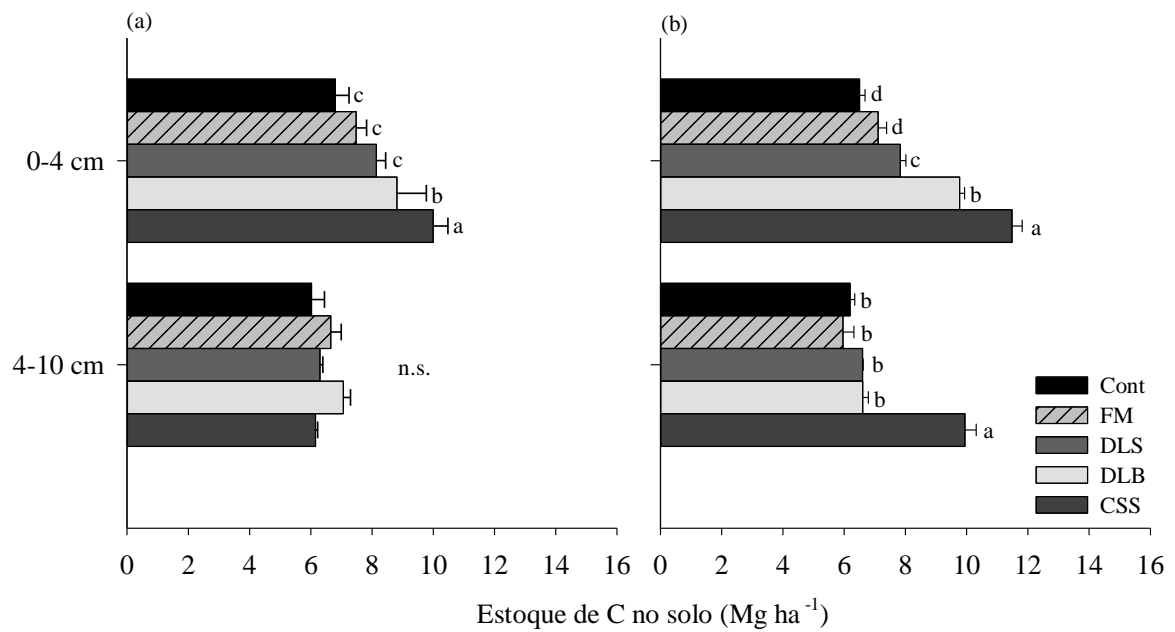 (a)
(b)
0-4 cm
c
c
c
b
a
d
d
c
b
a
4-10 cm
n.s.
b
b
b
b
a
Cont
FM
DLS
DLB
CSS
0 2 4 6 8 10 12 14 16
0 2 4 6 8 10 12 14 16
Estoque de C no solo (Mg ha⁻¹)